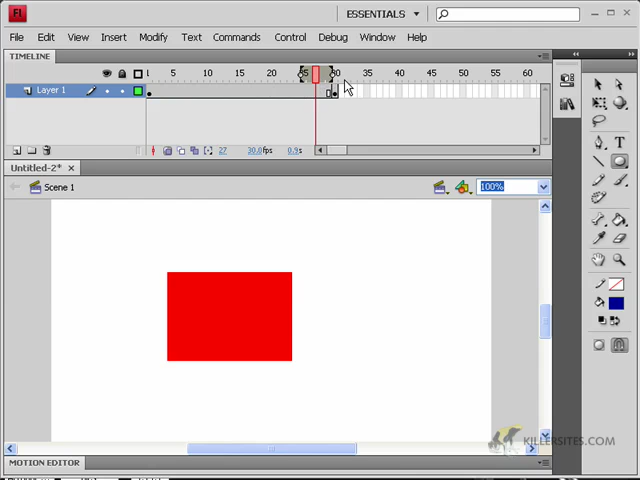 Fl
ESSENTIALS
File Edit View Insert Modify Text Commands Control Debug Window Help
TIMELINE
1 5 10 15 20 25 30 35 40 45 50 55 60
Layer 1
27 30.0fps 0.9s
Untitled-2*
Scene 1 100%
T
KILLERSITES.COM
MOTION EDITOR